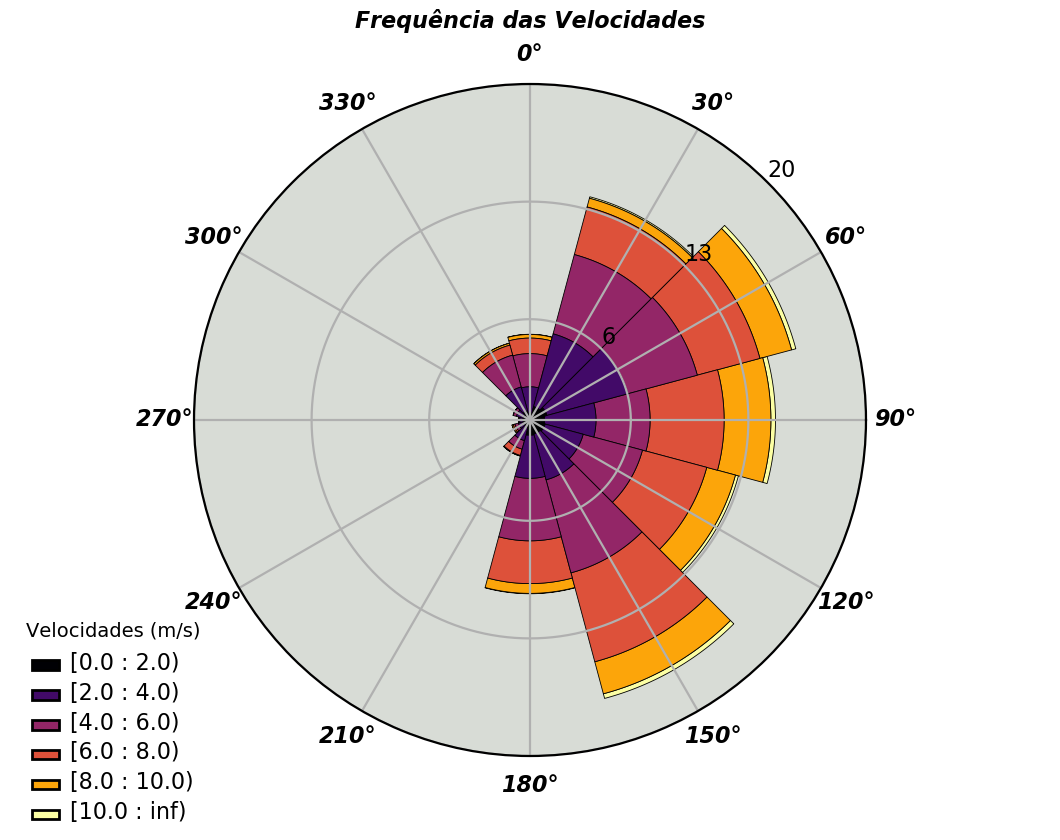 Frequência das Velocidades
0°
330°
30°
20
300°
60°
13
6
270°
90°
240°
120°
210°
150°
180°
Velocidades (m/s)
[0.0 : 2.0)
[2.0 : 4.0)
[4.0 : 6.0)
[6.0 : 8.0)
[8.0 : 10.0)
[10.0 : inf)